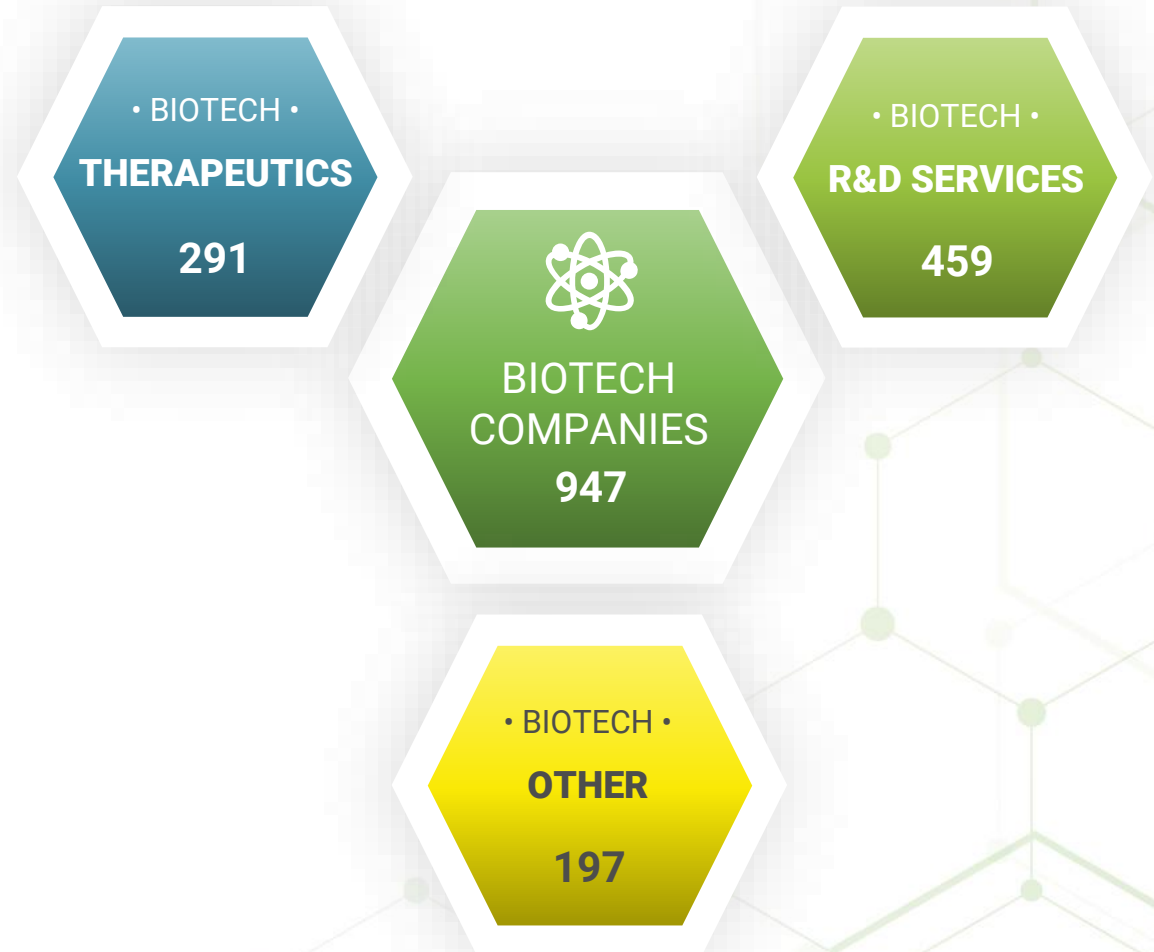 • BIOTECH •
THERAPEUTICS
291
• BIOTECH •
R&D SERVICES
459
BIOTECH
COMPANIES
947
• BIOTECH •
OTHER
197